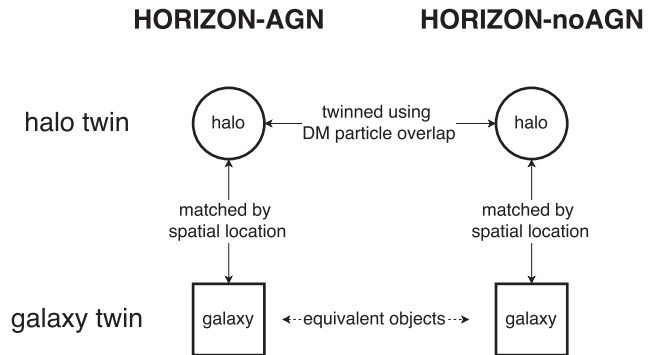 HORIZON-AGN HORIZON-noAGN
halo twin
halo
twinned using
DM particle overlap
halo
matched by
spatial location
matched by
spatial location
galaxy twin
galaxy
equivalent objects
galaxy